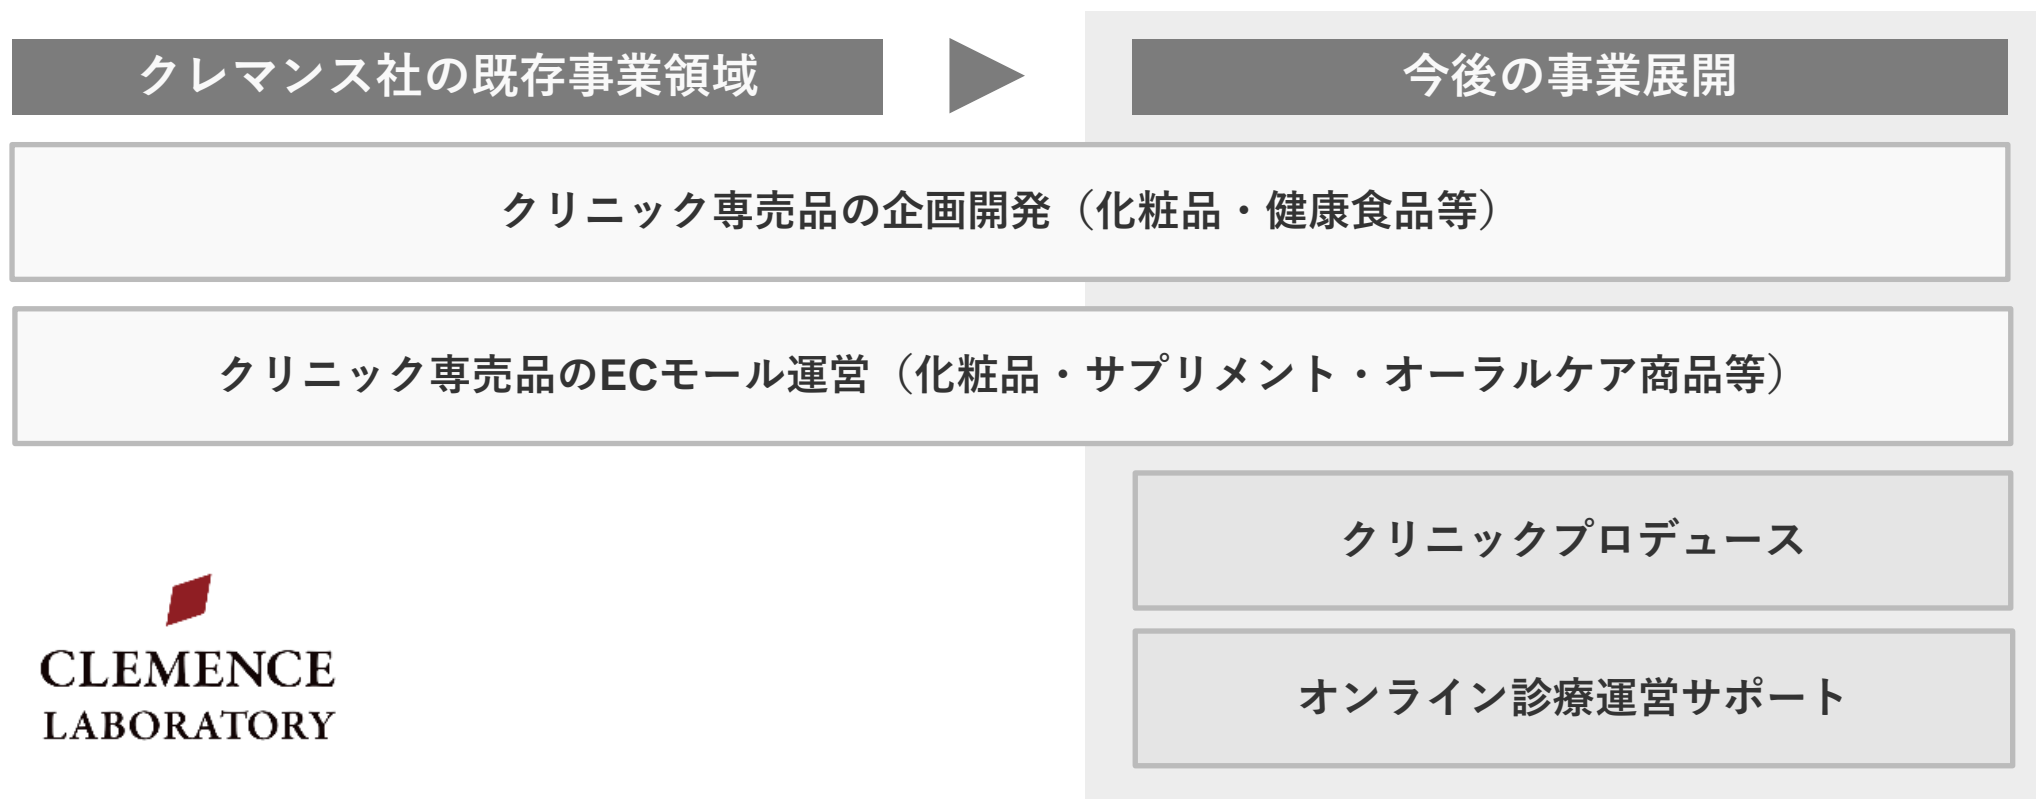 クレマンス社の既存事業領域
今後の事業展開
クリニック専売品の企画開発（化粧品・健康食品等）
クリニック専売品のECモール運営（化粧品・サプリメント・オーラルケア商品等）
クリニックプロデュース
オンライン診療運営サポート
CLEMENCE
LABORATORY